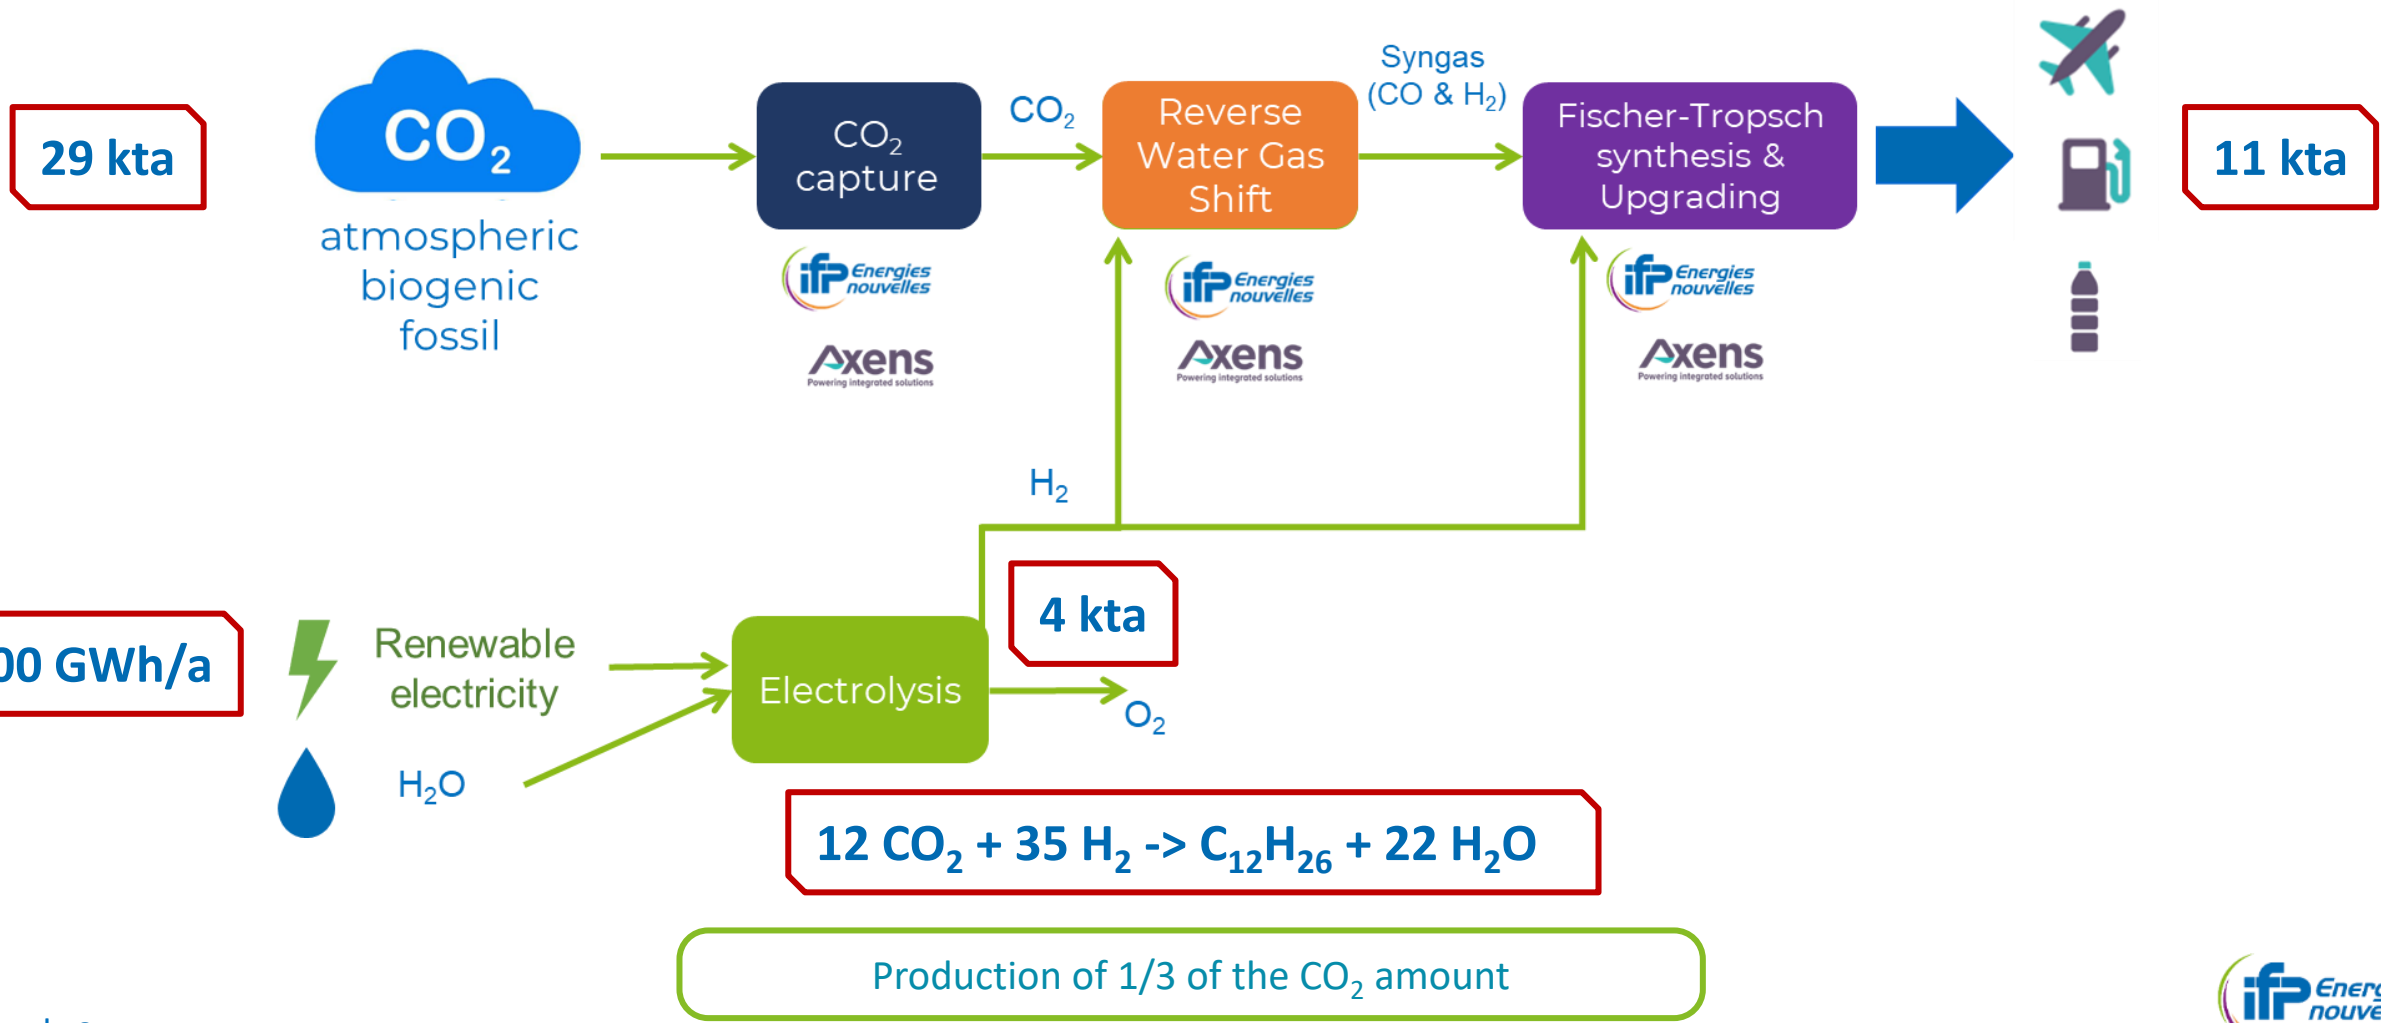 29 kta
CO₂
atmospheric
biogenic
fossil
CO₂
capture
ifp Energies
nouvelles
Axens
Powering integrated solutions
CO₂
Reverse
Water Gas
Shift
ifp Energies
nouvelles
Axens
Powering integrated solutions
Syngas
(CO & H₂)
Fischer-Tropsch
synthesis &
Upgrading
ifp Energies
nouvelles
Axens
Powering integrated solutions
11 kta
H₂
4 kta
00 GWh/a
Renewable
electricity
H₂O
Electrolysis
O₂
12 CO₂ + 35 H₂ -> C₁₂H₂₆ + 22 H₂O
Production of 1/3 of the CO₂ amount
ifp Energ
nouve